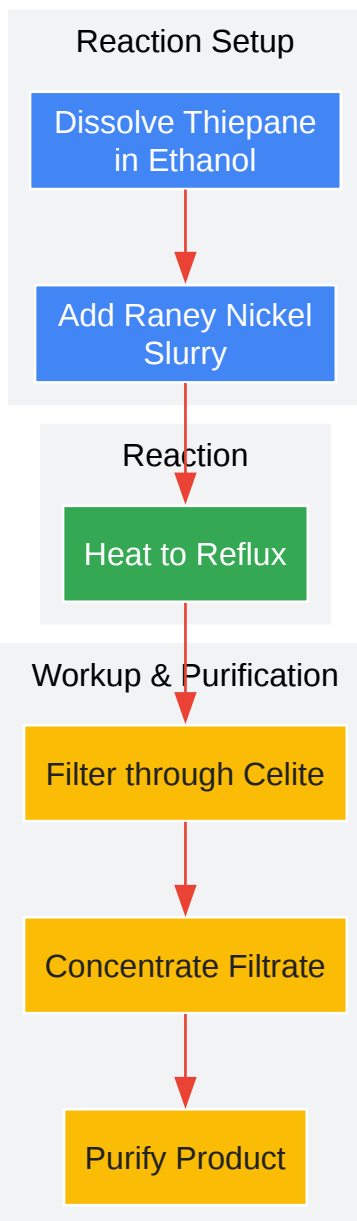 Reaction Setup
Dissolve Thiepane
in Ethanol
Add Raney Nickel
Slurry
Reaction
Heat to Reflux
Workup & Purification
Filter through Celite
Concentrate Filtrate
Purify Product